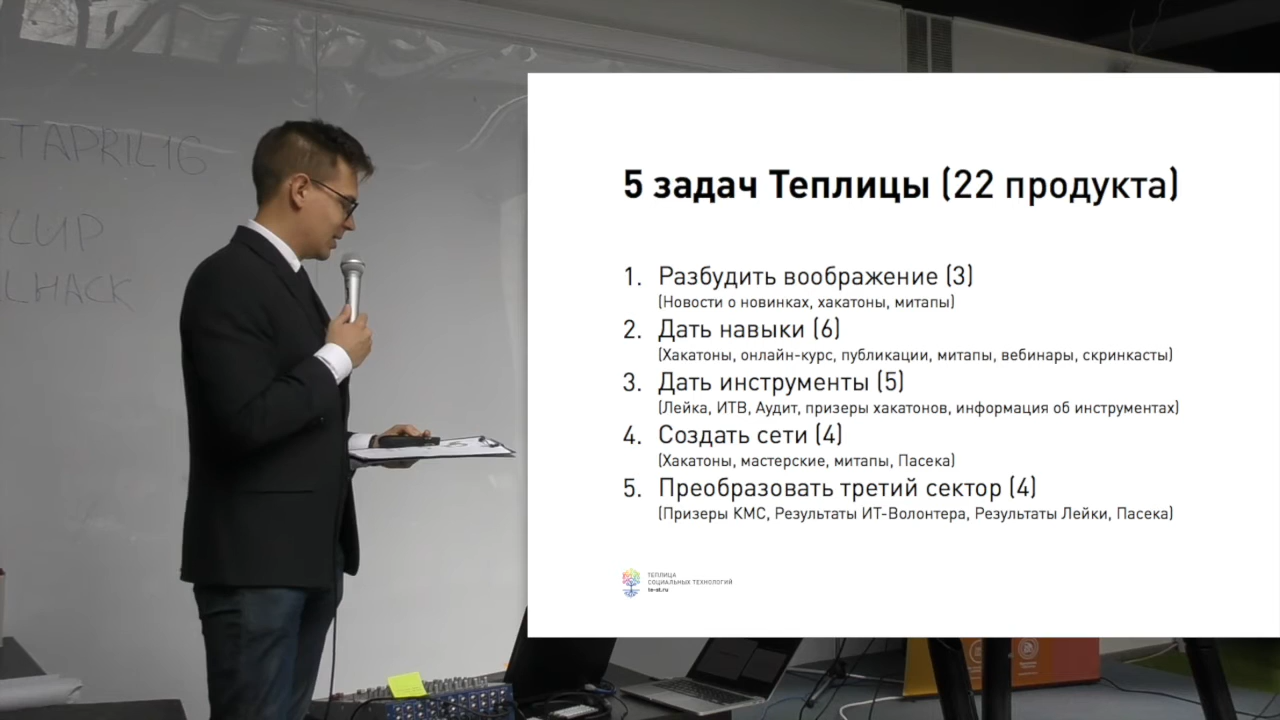 TAPRIL16
HACK
5 задач Теплицы (22 продукта)
1. Разбудить воображение (3)
(Новости о новинках, хакатоны, митапы)
2. Дать навыки (6)
(Хакатоны, онлайн-курс, публикации, митапы, вебинары, скринкасты)
3. Дать инструменты (5)
(Лейка, ИТВ, Аудит, призеры хакатонов, информация об инструментах)
4. Создать сети (4)
(Хакатоны, мастерские, митапы, Пасека)
5. Преобразовать третий сектор (4)
(Призеры КМС, Результаты ИТ-Волонтера, Результаты Лейки, Пасека)
ТЕПЛИЦА
СОЦИАЛЬНЫХ ТЕХНОЛОГИЙ
te-st.ru